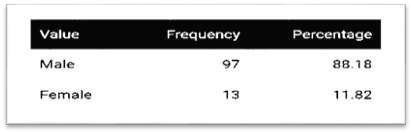 Value Frequency Percentage
Male 97 88.18
Female 13 11.82